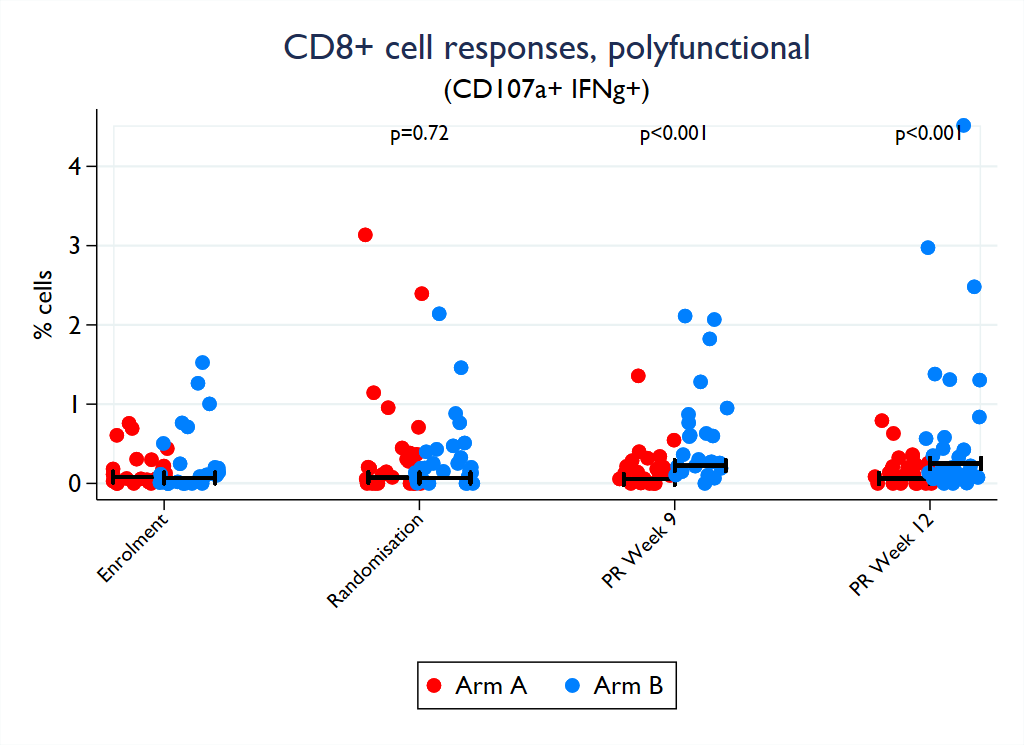 CD8+ cell responses, polyfunctional
(CD107a+ IFNg+)
p=0.72
p<0.001
p<0.001
4
3
2
1
0
% cells
Enrolment
Randomisation
PR Week 9
PR Week 12
Arm A
Arm B